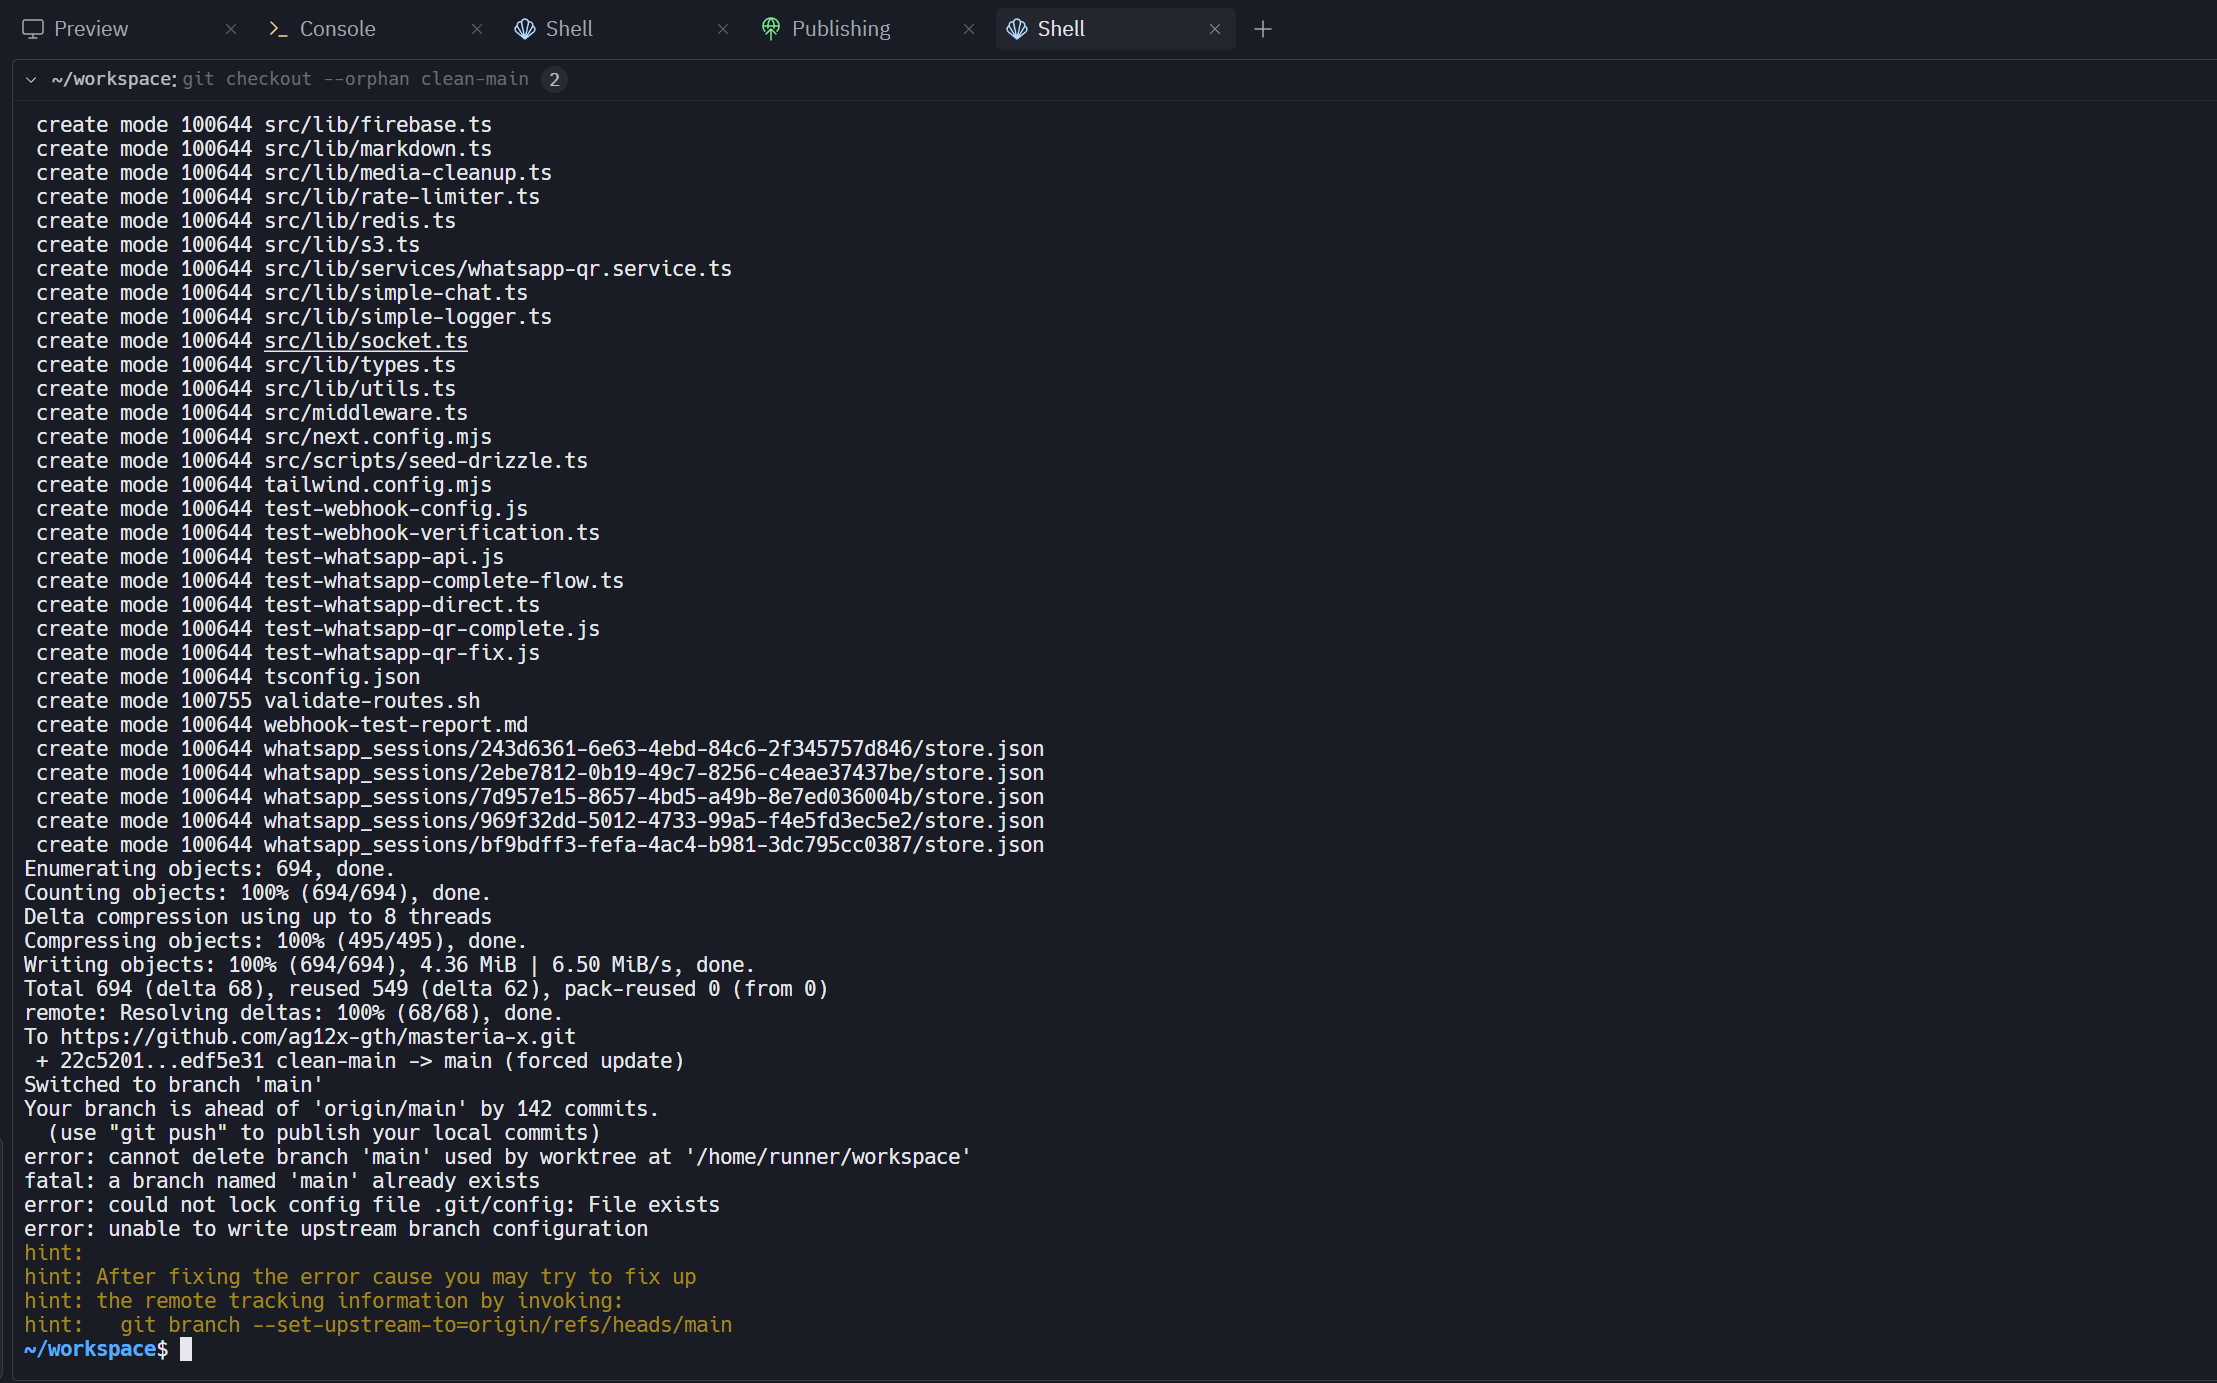 Preview
Console
Shell
Publishing
Shell
~/workspace: git checkout --orphan clean-main 2
create mode 100644 src/lib/firebase.ts
create mode 100644 src/lib/markdown.ts
create mode 100644 src/lib/media-cleanup.ts
create mode 100644 src/lib/rate-limiter.ts
create mode 100644 src/lib/redis.ts
create mode 100644 src/lib/s3.ts
create mode 100644 src/lib/services/whatsapp-qr.service.ts
create mode 100644 src/lib/simple-chat.ts
create mode 100644 src/lib/simple-logger.ts
create mode 100644 src/lib/socket.ts
create mode 100644 src/lib/types.ts
create mode 100644 src/lib/utils.ts
create mode 100644 src/middleware.ts
create mode 100644 src/next.config.mjs
create mode 100644 src/scripts/seed-drizzle.ts
create mode 100644 tailwind.config.mjs
create mode 100644 test-webhook-config.js
create mode 100644 test-webhook-verification.ts
create mode 100644 test-whatsapp-api.js
create mode 100644 test-whatsapp-complete-flow.ts
create mode 100644 test-whatsapp-direct.ts
create mode 100644 test-whatsapp-qr-complete.js
create mode 100644 test-whatsapp-qr-fix.js
create mode 100644 tsconfig.json
create mode 100755 validate-routes.sh
create mode 100644 webhook-test-report.md
create mode 100644 whatsapp_sessions/243d6361-6e63-4ebd-84c6-2f345757d846/store.json
create mode 100644 whatsapp_sessions/2ebe7812-0b19-49c7-8256-c4eae37437be/store.json
create mode 100644 whatsapp_sessions/7d957e15-8657-4bd5-a49b-8e7ed036004b/store.json
create mode 100644 whatsapp_sessions/969f32dd-5012-4733-99a5-f4e5fd3ec5e2/store.json
create mode 100644 whatsapp_sessions/bf9bdff3-fefa-4ac4-b981-3dc795cc0387/store.json
Enumerating objects: 694, done.
Counting objects: 100% (694/694), done.
Delta compression using up to 8 threads
Compressing objects: 100% (495/495), done.
Writing objects: 100% (694/694), 4.36 MiB | 6.50 MiB/s, done.
Total 694 (delta 68), reused 549 (delta 62), pack-reused 0 (from 0)
remote: Resolving deltas: 100% (68/68), done.
To https://github.com/ag12x-gth/masteria-x.git
+ 22c5201...edf5e31 clean-main -> main (forced update)
Switched to branch 'main'
Your branch is ahead of 'origin/main' by 142 commits.
(use "git push" to publish your local commits)
error: cannot delete branch 'main' used by worktree at '/home/runner/workspace'
fatal: a branch named 'main' already exists
error: could not lock config file .git/config: File exists
error: unable to write upstream branch configuration
hint:
hint: After fixing the error cause you may try to fix up
hint: the remote tracking information by invoking:
hint:   git branch --set-upstream-to=origin/refs/heads/main
~/workspace$